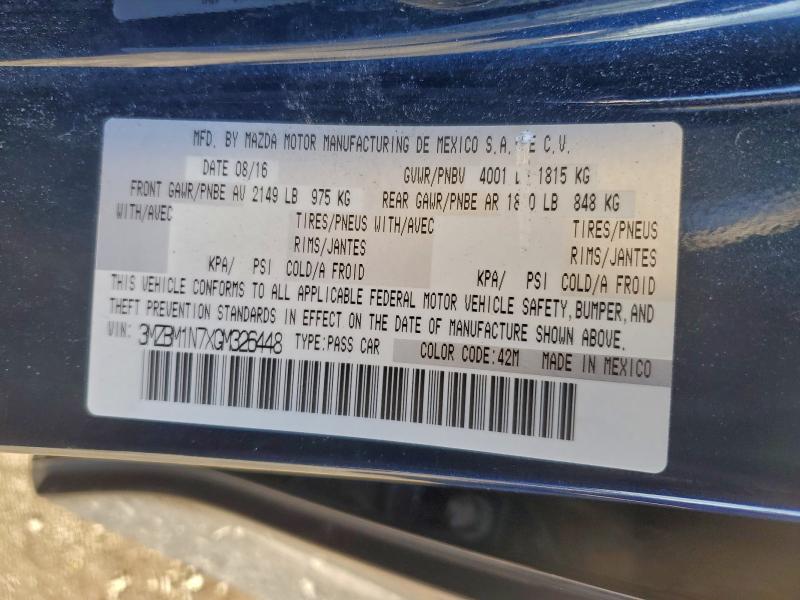 MFD. BY MAZDA MOTOR MANUFACTURING DE MEXICO S.A. C.V.
DATE 08/16 GVWR/PNBV 4001 1815 KG
FRONT GAWR/PNBE AV 2149 LB 975 KG REAR GAWR/PNBE AR LB 848 KG
WITH/AVEC TIRES/PNEUS WITH/AVEC TIRES/PNEUS
RIMS/JANTES RIMS/JANTES
KPA/ PSI COLD/A FROID KPA/ PSI COLD/A FROID
THIS VEHICLE CONFORMS TO ALL APPLICABLE FEDERAL MOTOR VEHICLE SAFETY, BUMPER, AND
THEFT PREVENTION STANDARDS IN EFFECT ON THE DATE OF MANUFACTURE SHOWN ABOVE.
VIN: 3MZBM1N7XGM326448 TYPE:PASS CAR COLOR CODE:42M MADE IN MEXICO